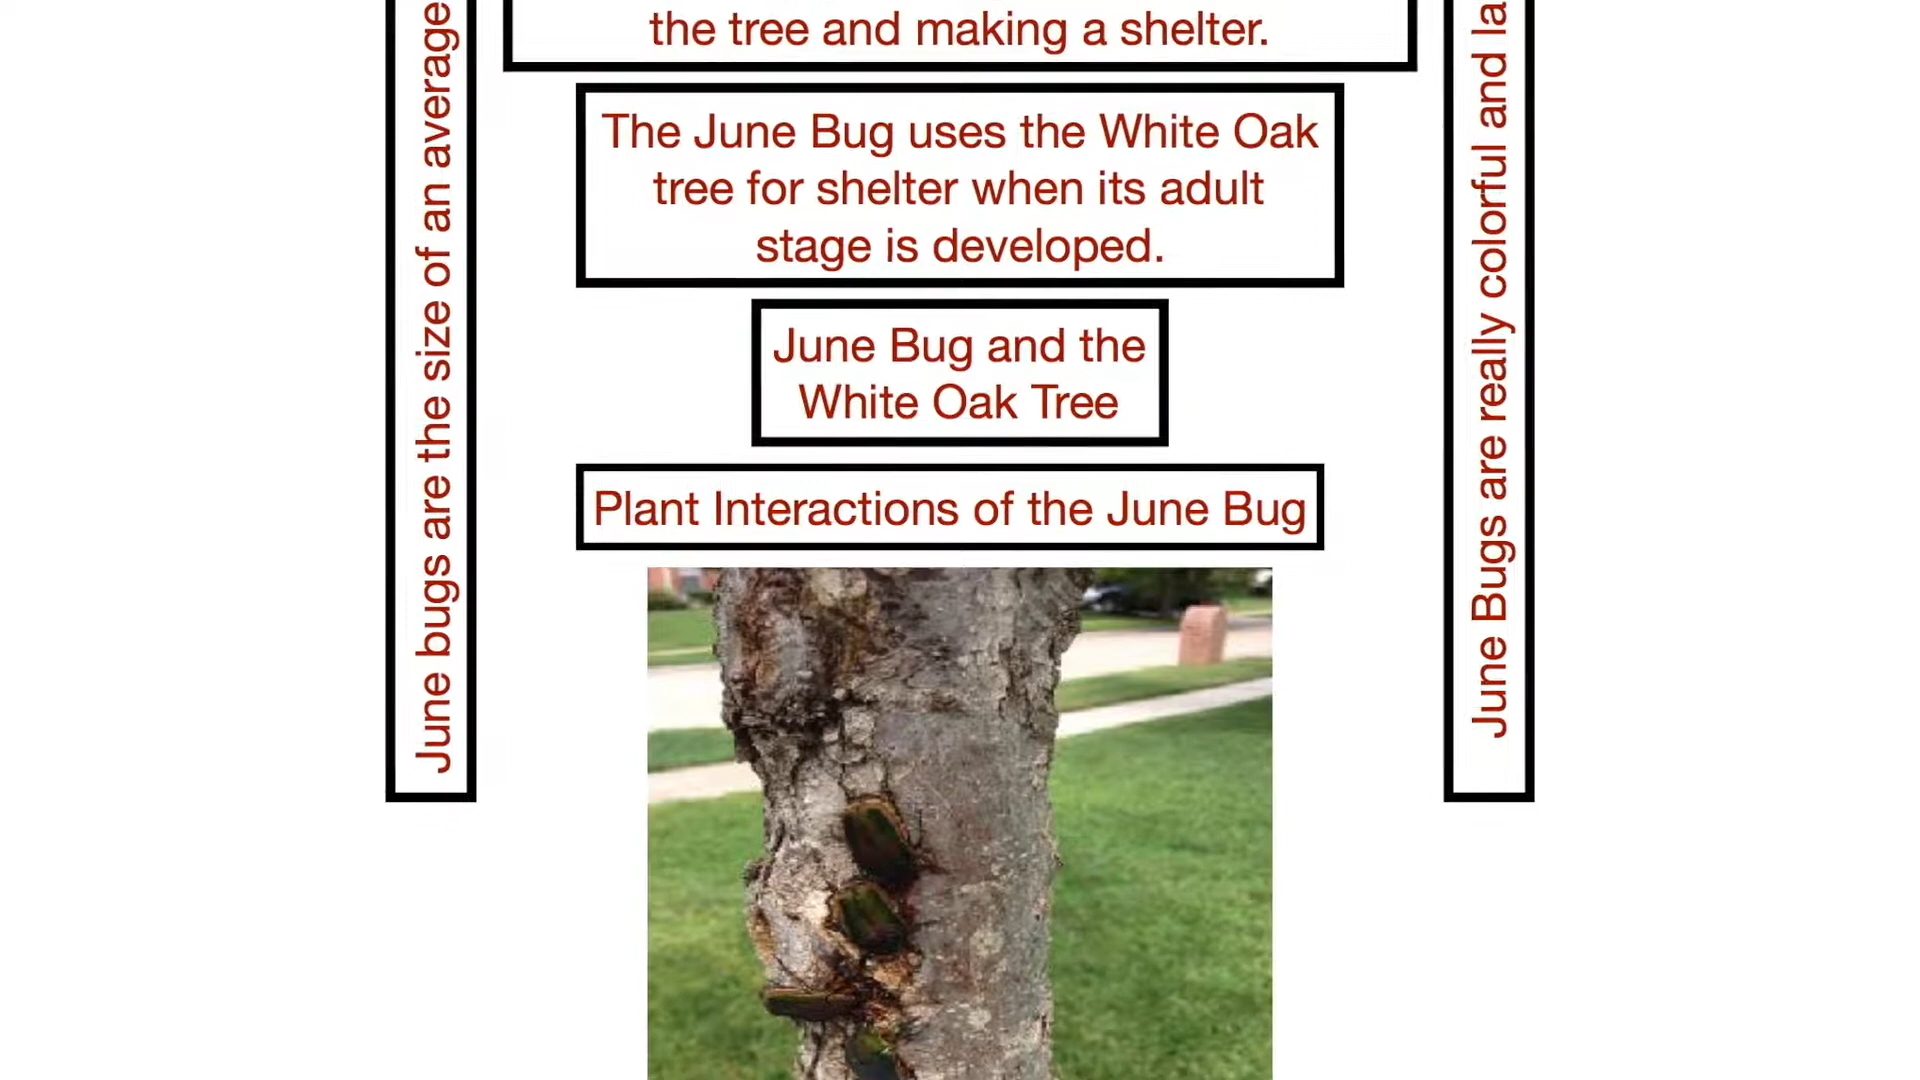 the tree and making a shelter.
The June Bug uses the White Oak
tree for shelter when its adult
stage is developed.
June Bug and the
White Oak Tree
Plant Interactions of the June Bug
June bugs are the size of an average
June Bugs are really colorful and la